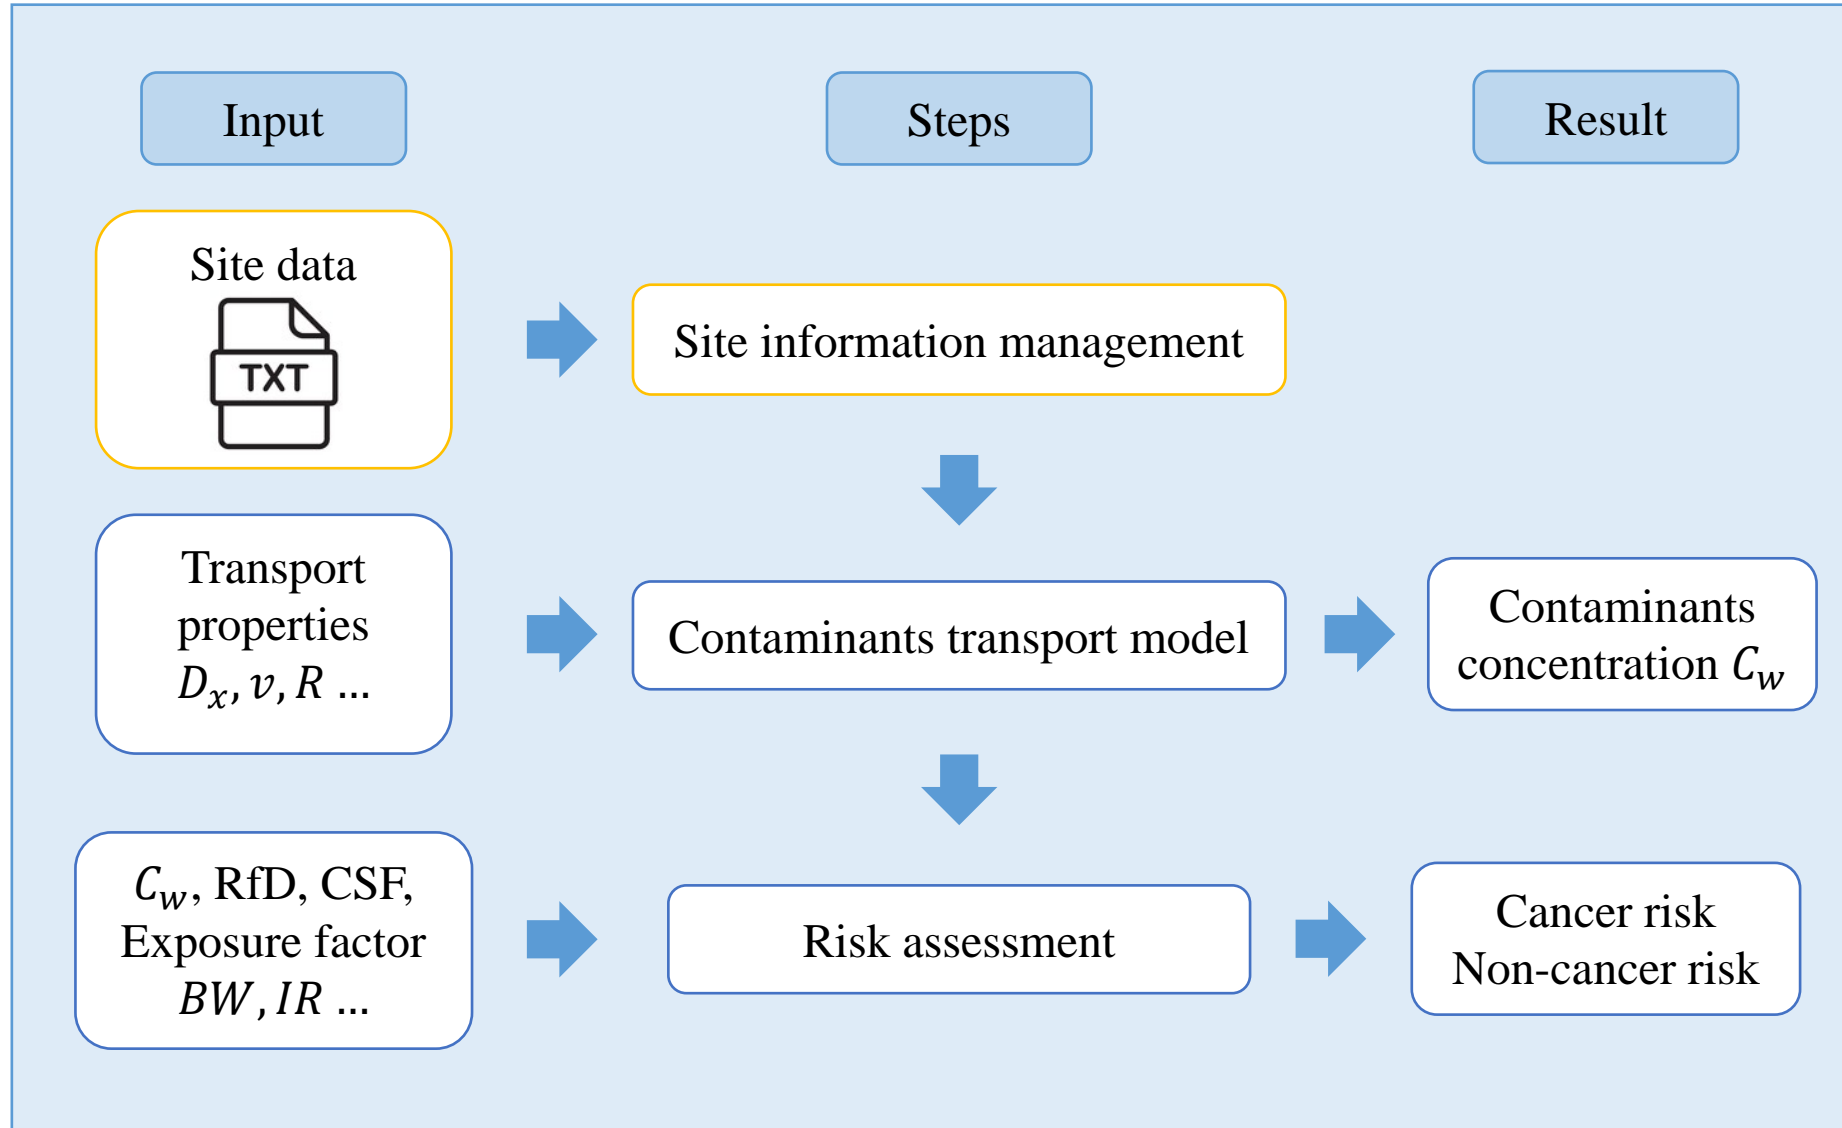 Input
Steps
Result
Site data
TXT
Site information management
Transport
properties
𝐷ₓ, 𝑣, 𝑅 …
Contaminants transport model
Contaminants
concentration 𝐶𝑤
𝐶𝑤, RfD, CSF,
Exposure factor
𝐵𝑊, 𝐼𝑅 …
Risk assessment
Cancer risk
Non-cancer risk